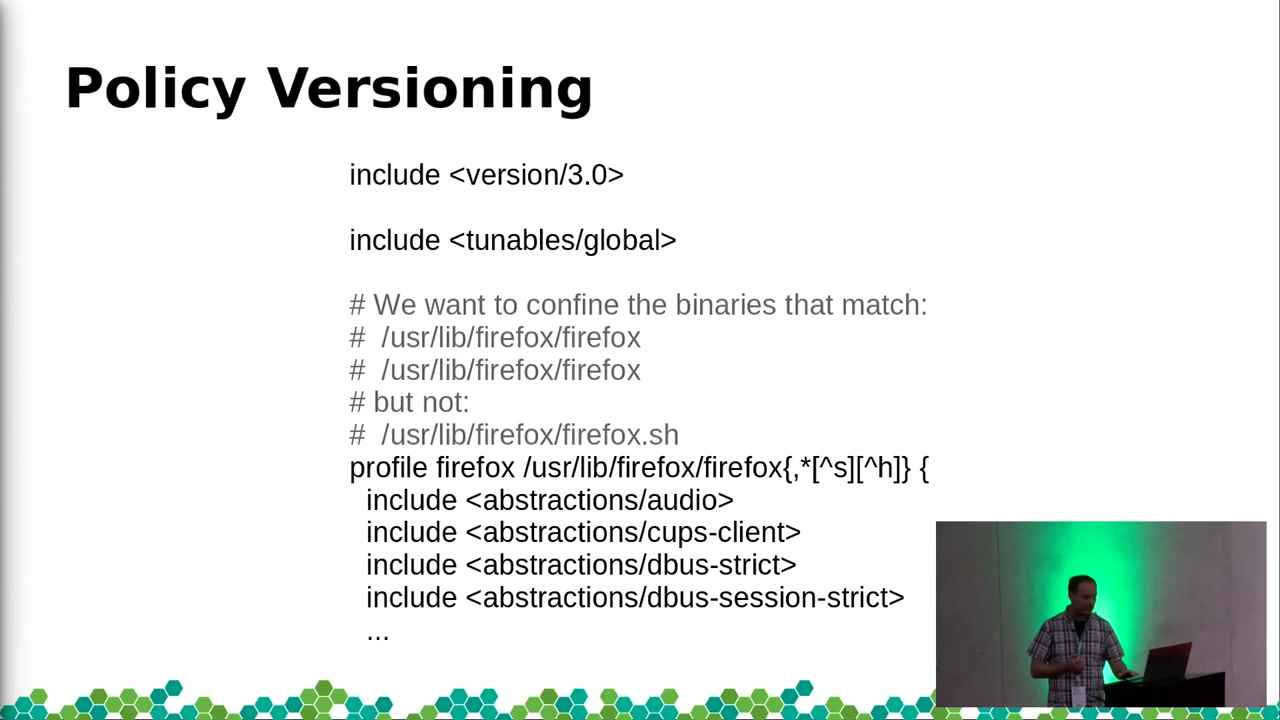 Policy Versioning
include <version/3.0>
include <tunables/global>
# We want to confine the binaries that match:
#  /usr/lib/firefox/firefox
#  /usr/lib/firefox/firefox
# but not:
#  /usr/lib/firefox/firefox.sh
profile firefox /usr/lib/firefox/firefox{,*[^s][^h]} {
  include <abstractions/audio>
  include <abstractions/cups-client>
  include <abstractions/dbus-strict>
  include <abstractions/dbus-session-strict>
  ...